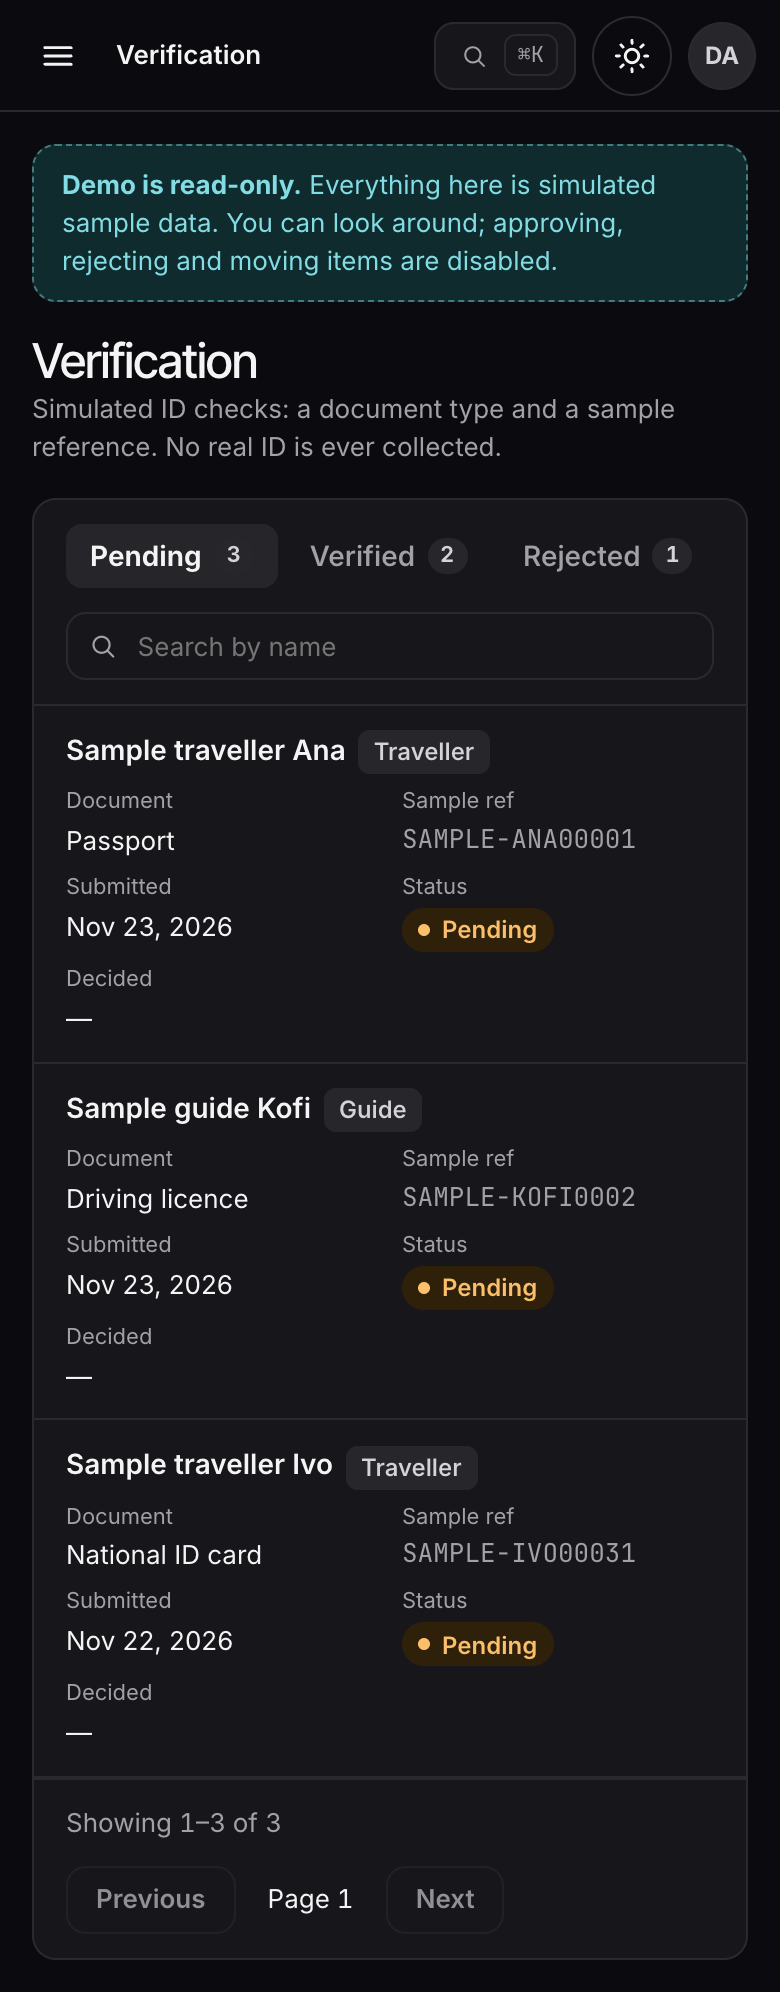 Verification
⌘K
DA
Demo is read-only. Everything here is simulated
sample data. You can look around; approving,
rejecting and moving items are disabled.
Verification
Simulated ID checks: a document type and a sample
reference. No real ID is ever collected.
Pending 3 Verified 2 Rejected 1
Search by name
Sample traveller Ana Traveller
Document Sample ref
Passport SAMPLE-ANA00001
Submitted Status
Nov 23, 2026 Pending
Decided
—
Sample guide Kofi Guide
Document Sample ref
Driving licence SAMPLE-KOFI0002
Submitted Status
Nov 23, 2026 Pending
Decided
—
Sample traveller Ivo Traveller
Document Sample ref
National ID card SAMPLE-IVO00031
Submitted Status
Nov 22, 2026 Pending
Decided
—
Showing 1–3 of 3
Previous Page 1 Next